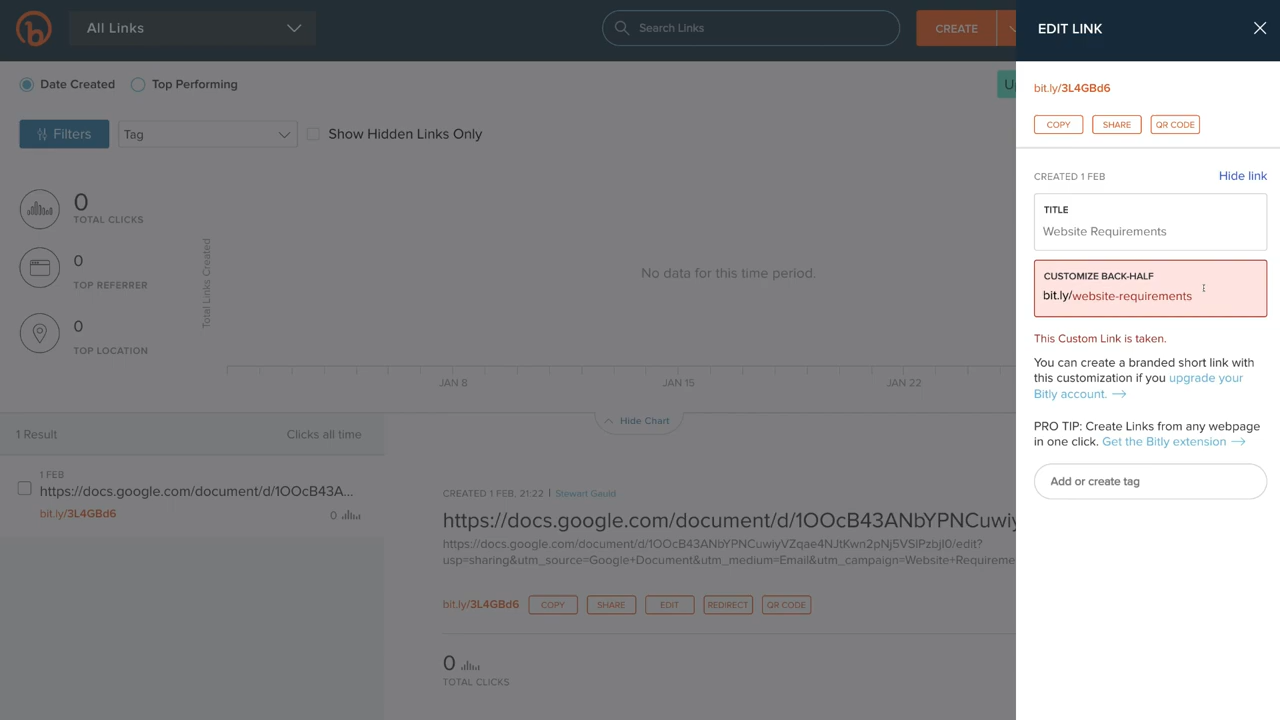 All Links
Search Links
CREATE
EDIT LINK
Date Created
Top Performing
bit.ly/3L4GBd6
COPY
SHARE
QR CODE
Filters
Tag
Show Hidden Links Only
CREATED 1 FEB
Hide link
0
TOTAL CLICKS
0
TOP REFERRER
0
TOP LOCATION
Total Links Created
No data for this time period.
JAN 8
JAN 15
JAN 22
Hide Chart
TITLE
Website Requirements
CUSTOMIZE BACK-HALF
bit.ly/website-requirements
This Custom Link is taken.
You can create a branded short link with
this customization if you upgrade your
Bitly account.
PRO TIP: Create Links from any webpage
in one click. Get the Bitly extension
Add or create tag
1 Result
Clicks all time
1 FEB
https://docs.google.com/document/d/1OOcB43A...
bit.ly/3L4GBd6
0
CREATED 1 FEB, 21:22 | Stewart Gauld
https://docs.google.com/document/d/1OOcB43ANbYPNCuwiy
https://docs.google.com/document/d/1OOcB43ANbYPNCuwiyVZqae4NJtKwn2pNj5VSlPzbjI0/edit?
usp=sharing&utm_source=Google+Document&utm_medium=Email&utm_campaign=Website+Requireme
bit.ly/3L4GBd6
COPY
SHARE
EDIT
REDIRECT
QR CODE
0
TOTAL CLICKS